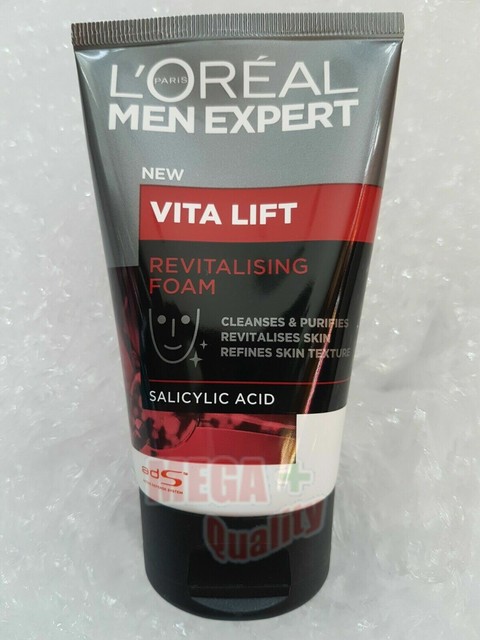 L'ORÉAL
PARIS
MEN EXPERT
NEW
VITA LIFT
REVITALISING
FOAM
CLEANSES & PURIFIES
REVITALISES SKIN
REFINES SKIN TEXTURE
SALICYLIC ACID
adS™
MEGA +
Quality